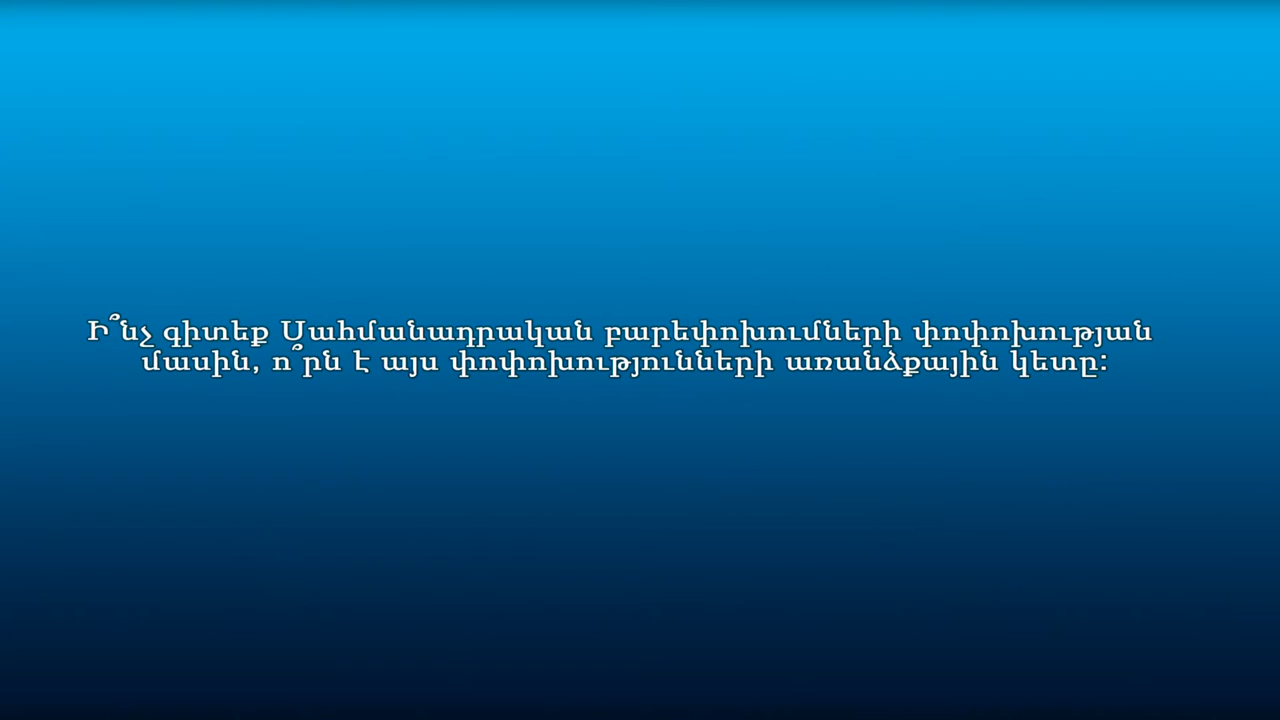 Ի՞նչ գիտեք Սահմանադրական բարեփոխումների փոփոխության
մասին, ո՞րն է այս փոփոխությունների առանձքային կետը: